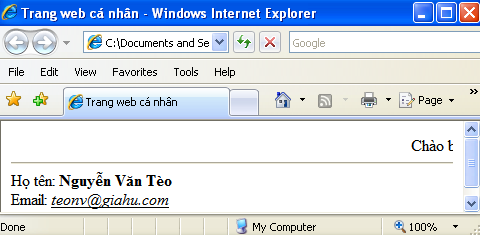 Trang web cá nhân - Windows Internet Explorer
C:\Documents and Se
Google
File Edit View Favorites Tools Help
Trang web cá nhân
Page
Chào b
Họ tên: Nguyễn Văn Tèo
Email: teonv@giahu.com
Done My Computer 100%